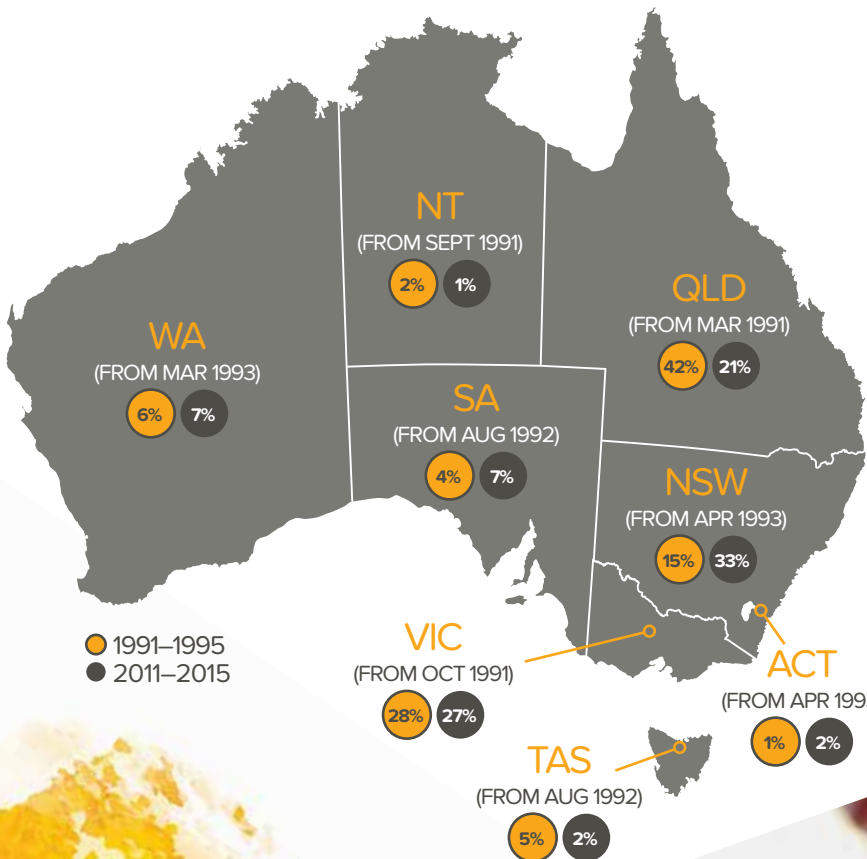 NT
(FROM SEPT 1991)
2% 1%
QLD
(FROM MAR 1991)
42% 21%
WA
(FROM MAR 1993)
6% 7%
SA
(FROM AUG 1992)
4% 7%
NSW
(FROM APR 1993)
15% 33%
1991–1995
2011–2015
VIC
(FROM OCT 1991)
28% 27%
ACT
(FROM APR
1% 2%
TAS
(FROM AUG 1992)
5% 2%